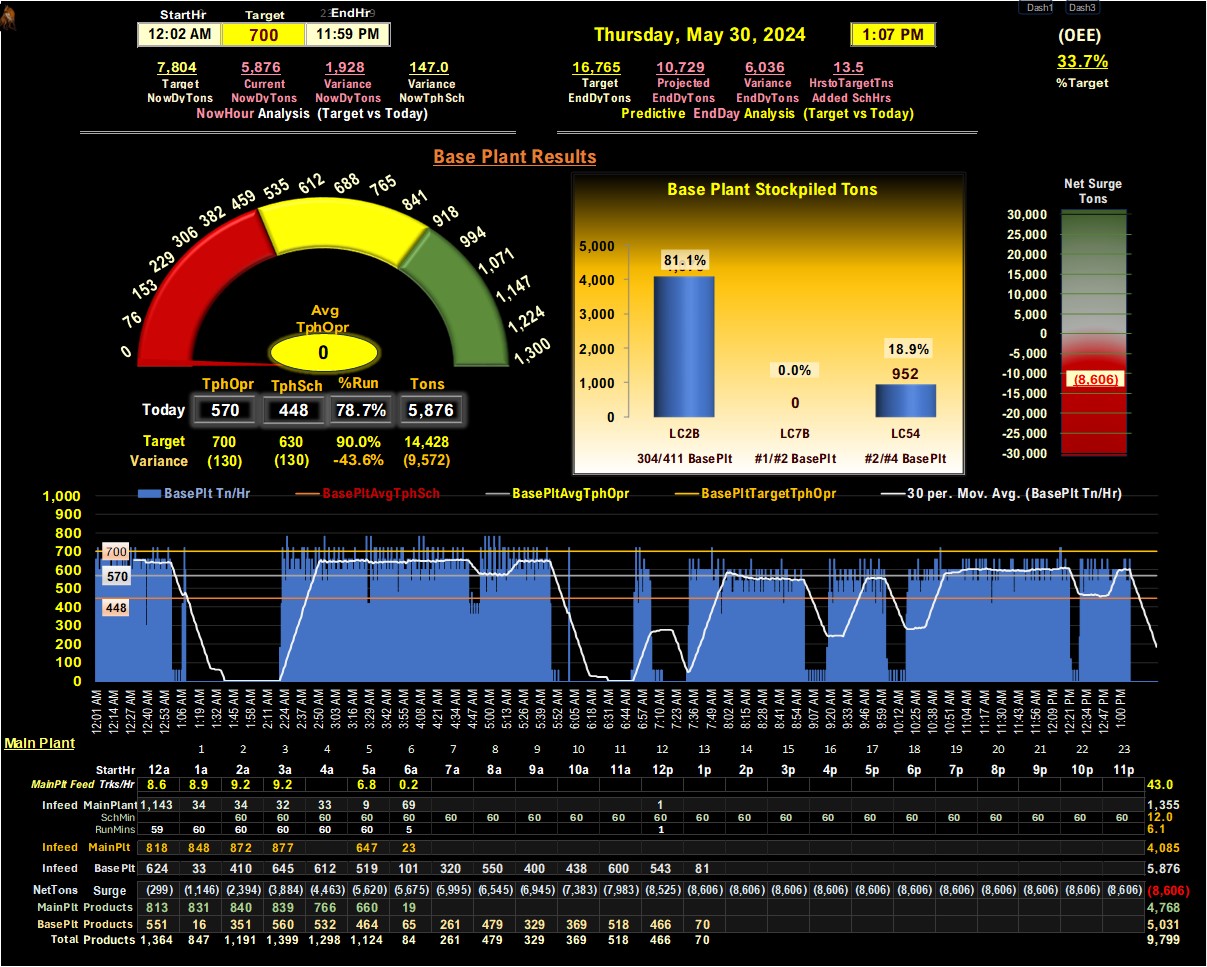 Dash1 Dash3
StartHr Target EndHr
12:02 AM 700 11:59 PM
Thursday, May 30, 2024 1:07 PM
(OEE)
33.7%
%Target
7,804 5,876 1,928 147.0
Target Current Variance Variance
NowDyTons NowDyTons NowDyTons NowTphSch
NowHour Analysis (Target vs Today)
16,765 10,729 6,036 13.5
Target Projected Variance HrstoTargetTns
EndDyTons EndDyTons EndDyTons Added SchHrs
Predictive EndDay Analysis (Target vs Today)
Base Plant Results
0 76 153 229 306 382 459 535 612 688 765 841 918 994 1,071 1,147 1,224 1,300
Avg
TphOpr
0
TphOpr TphSch %Run Tons
Today 570 448 78.7% 5,876
Target 700 630 90.0% 14,428
Variance (130) (130) -43.6% (9,572)
Base Plant Stockpiled Tons
5,000
4,000
3,000
2,000
1,000
0
81.1%
0.0%
0
18.9%
952
LC2B LC7B LC54
304/411 BasePlt #1/#2 BasePlt #2/#4 BasePlt
Net Surge
Tons
30,000
25,000
20,000
15,000
10,000
5,000
0
-5,000
-10,000
-15,000
-20,000
-25,000
-30,000
(8,606)
BasePlt Tn/Hr BasePltAvgTphSch BasePltAvgTphOpr BasePltTargetTphOpr 30 per. Mov. Avg. (BasePlt Tn/Hr)
1,000
900
800
700
600
500
400
300
200
100
0
700
570
448
12:01 AM 12:14 AM 12:27 AM 12:40 AM 12:53 AM 1:06 AM 1:19 AM 1:32 AM 1:45 AM 1:58 AM 2:11 AM 2:24 AM 2:37 AM 2:50 AM 3:03 AM 3:16 AM 3:29 AM 3:42 AM 3:55 AM 4:08 AM 4:21 AM 4:34 AM 4:47 AM 5:00 AM 5:13 AM 5:26 AM 5:39 AM 5:52 AM 6:05 AM 6:18 AM 6:31 AM 6:44 AM 6:57 AM 7:10 AM 7:23 AM 7:36 AM 7:49 AM 8:02 AM 8:15 AM 8:28 AM 8:41 AM 8:54 AM 9:07 AM 9:20 AM 9:33 AM 9:46 AM 9:59 AM 10:12 AM 10:25 AM 10:38 AM 10:51 AM 11:04 AM 11:17 AM 11:30 AM 11:43 AM 11:56 AM 12:09 PM 12:21 PM 12:34 PM 12:47 PM 1:00 PM
Main Plant
1 2 3 4 5 6 7 8 9 10 11 12 13 14 15 16 17 18 19 20 21 22 23
StartHr 12a 1a 2a 3a 4a 5a 6a 7a 8a 9a 10a 11a 12p 1p 2p 3p 4p 5p 6p 7p 8p 9p 10p 11p
MainPlt Feed Trks/Hr 8.6 8.9 9.2 9.2 6.8 0.2 43.0
Infeed MainPlant 1,143 34 34 32 33 9 69 1 1,355
SchMin 60 60 60 60 60 60 60 60 60 60 60 60 60 60 60 60 60 60 60 60 60 60 12.0
RunMins 59 60 60 60 60 60 5 1 6.1
Infeed MainPlt 818 848 872 877 647 23 4,085
Infeed BasePlt 624 33 410 645 612 519 101 320 550 400 438 600 543 81 5,876
NetTons Surge (299) (1,146) (2,394) (3,884) (4,463) (5,620) (5,675) (5,995) (6,545) (6,945) (7,383) (7,983) (8,525) (8,606) (8,606) (8,606) (8,606) (8,606) (8,606) (8,606) (8,606) (8,606) (8,606) (8,606) (8,606)
MainPlt Products 813 831 840 839 766 660 19 4,768
BasePlt Products 551 16 351 560 532 464 65 261 479 329 369 518 466 70 5,031
Total Products 1,364 847 1,191 1,399 1,298 1,124 84 261 479 329 369 518 466 70 9,799